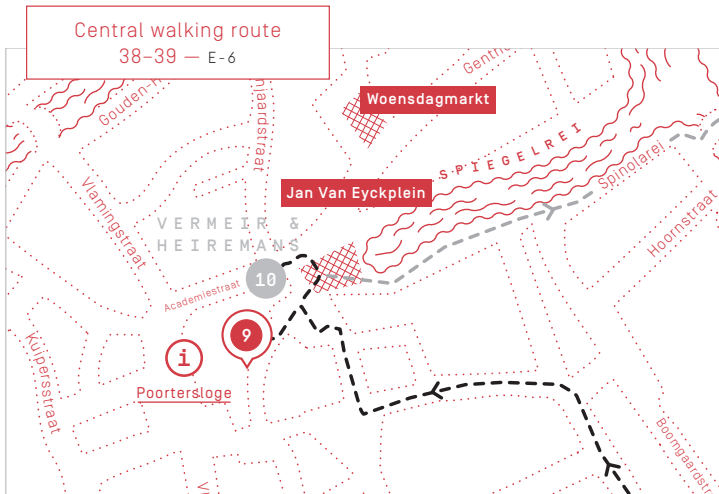 Central walking route
38–39 — E-6
Woensdagmarkt
SPIEGELREI
Jan Van Eyckplein
Spinolarei
Hoornstraat
Vlamingstraat
VERMEIR &
HEIREMANS
10
Academiestraat
9
i
Poortersloge
Kuipersstraat